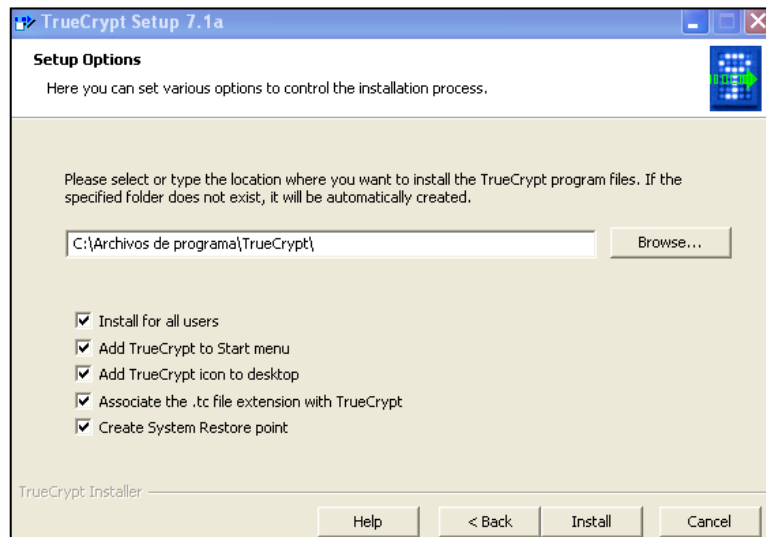 TrueCrypt Setup 7.1a
Setup Options
Here you can set various options to control the installation process.
Please select or type the location where you want to install the TrueCrypt program files. If the
specified folder does not exist, it will be automatically created.
C:\Archivos de programa\TrueCrypt\
Browse...
Install for all users
Add TrueCrypt to Start menu
Add TrueCrypt icon to desktop
Associate the .tc file extension with TrueCrypt
Create System Restore point
TrueCrypt Installer
Help
< Back
Install
Cancel